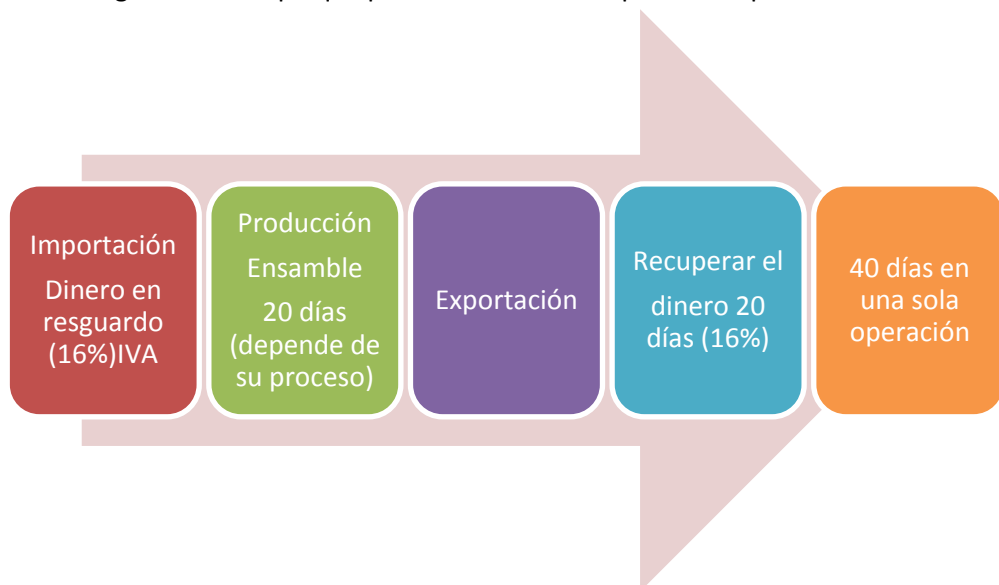 Importación
Dinero en
resguardo
(16%)IVA
Producción
Ensamble
20 días
(depende de
su proceso)
Exportación
Recuperar el
dinero 20
días (16%)
40 días en
una sola
operación